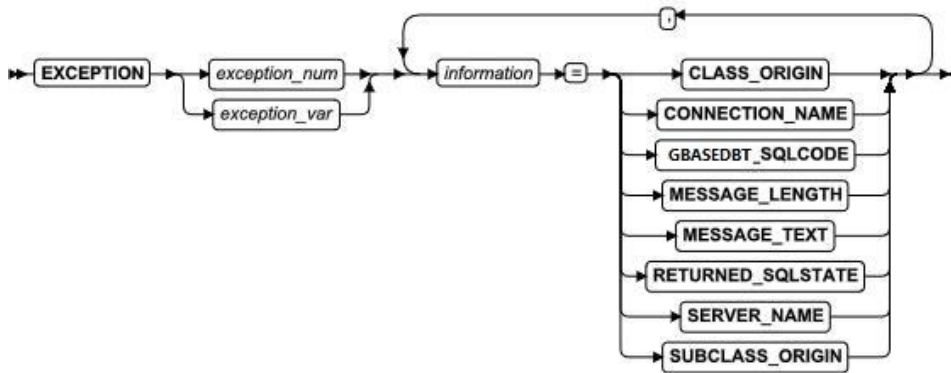 ,
EXCEPTION exception_num information = CLASS_ORIGIN
exception_var CONNECTION_NAME
GBASEDBT_SQLCODE
MESSAGE_LENGTH
MESSAGE_TEXT
RETURNED_SQLSTATE
SERVER_NAME
SUBCLASS_ORIGIN